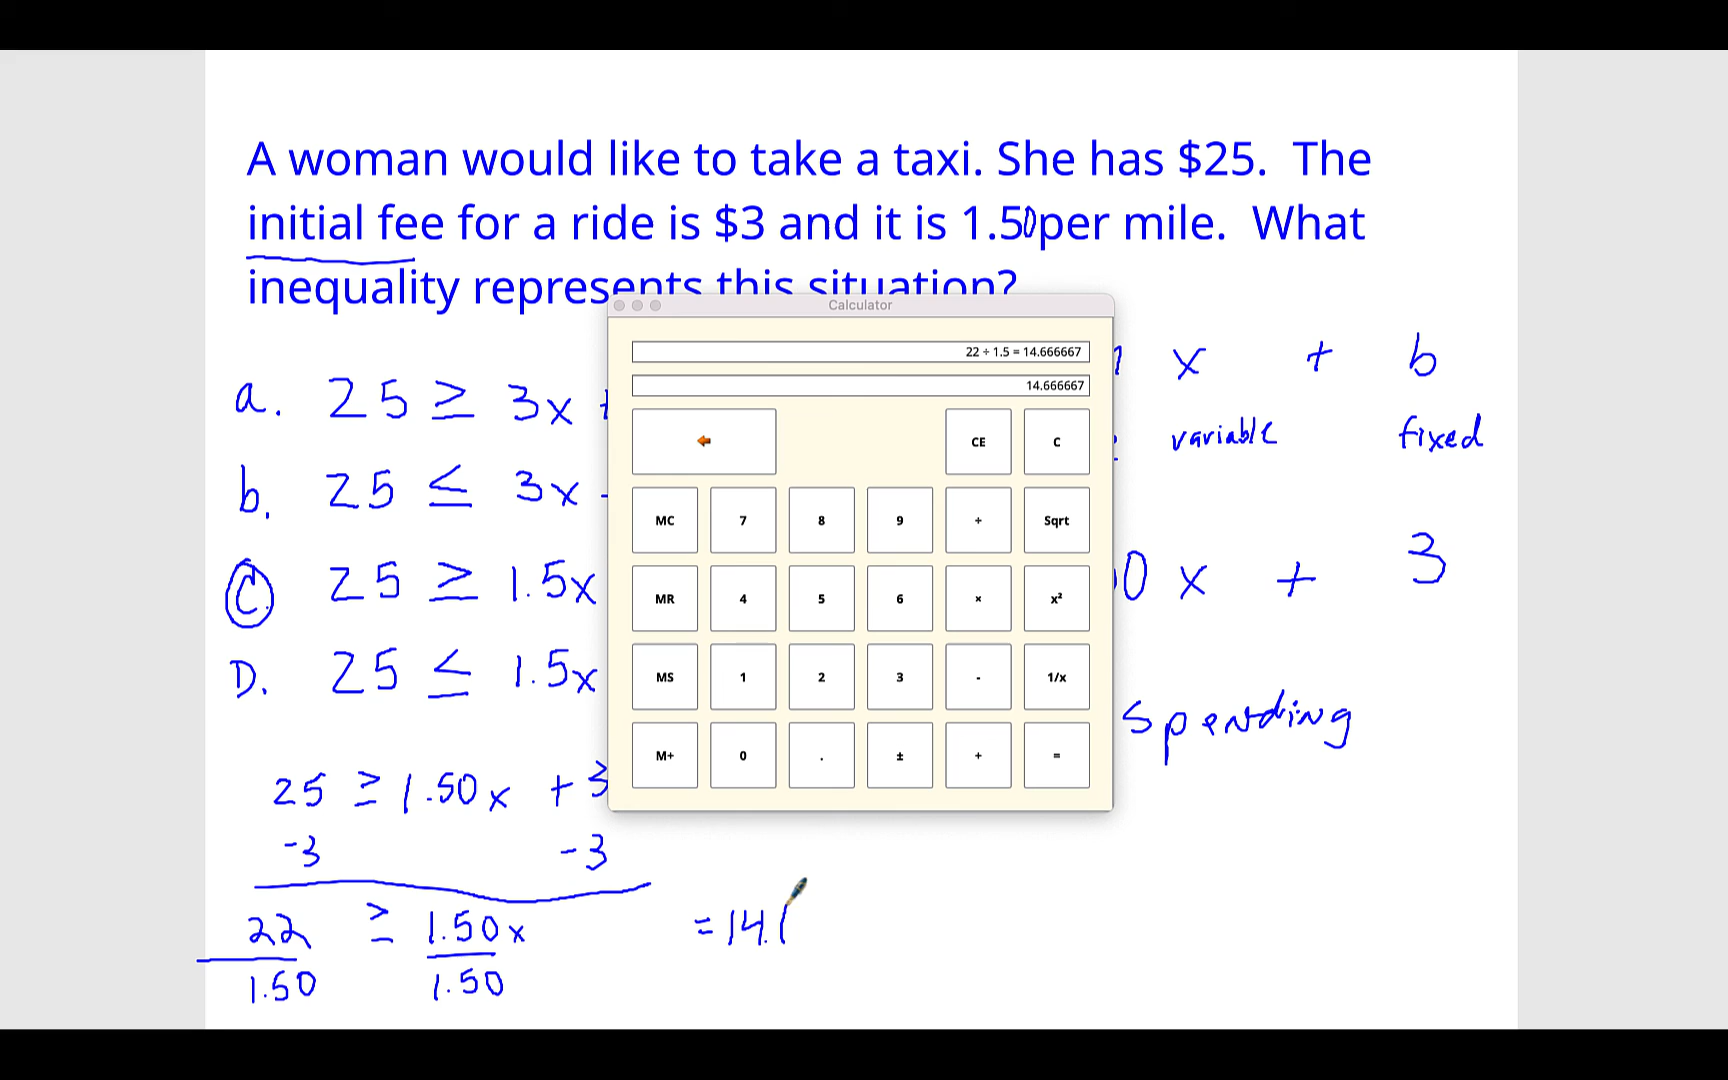 A woman would like to take a taxi. She has $25. The
initial fee for a ride is $3 and it is 1.50 per mile. What
inequality represents this situation?
Calculator
22 ÷ 1.5 = 14.666667
14.666667
CE C
MC 7 8 9 ÷ Sqrt
MR 4 5 6 × x²
MS 1 2 3 - 1/x
M+ 0 . ± + =
a. 25 ≥ 3x +
b. 25 ≤ 3x -
C. 25 ≥ 1.5x
D. 25 ≤ 1.5x
x + b
variable fixed
0 x + 3
spending
25 ≥ 1.50x + 3
-3 -3
22 ≥ 1.50x = 14.
1.50 1.50